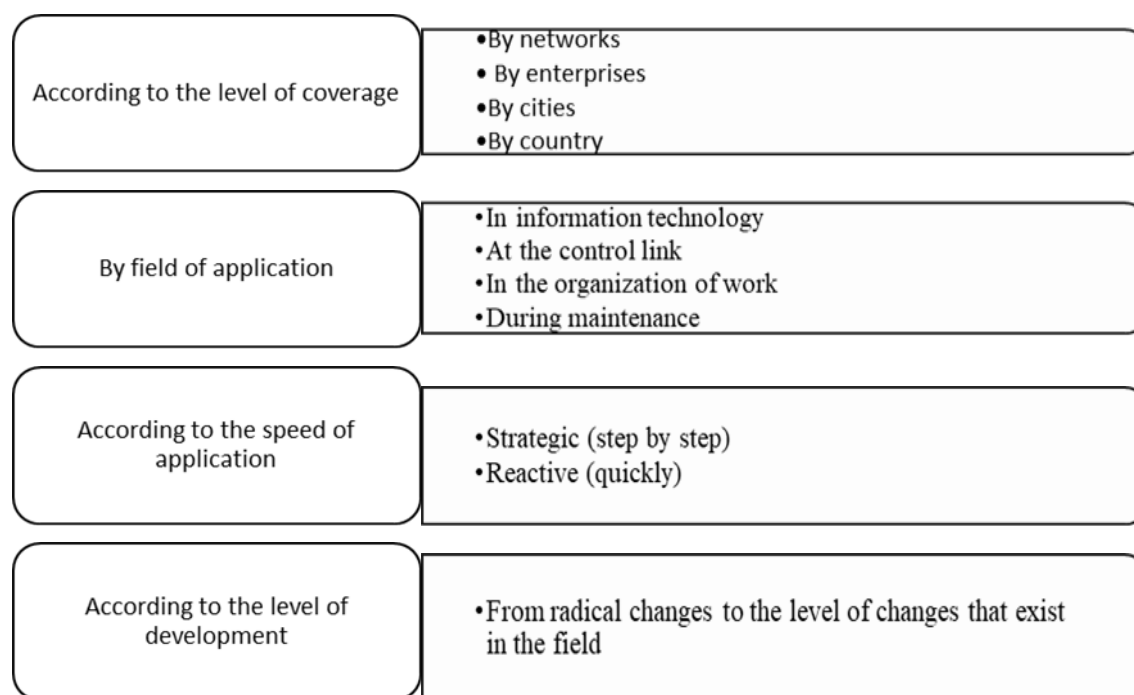 According to the level of coverage
•By networks
• By enterprises
•By cities
•By country
By field of application
•In information technology
•At the control link
•In the organization of work
•During maintenance
According to the speed of
application
•Strategic (step by step)
•Reactive (quickly)
According to the level of
development
•From radical changes to the level of changes that exist
in the field